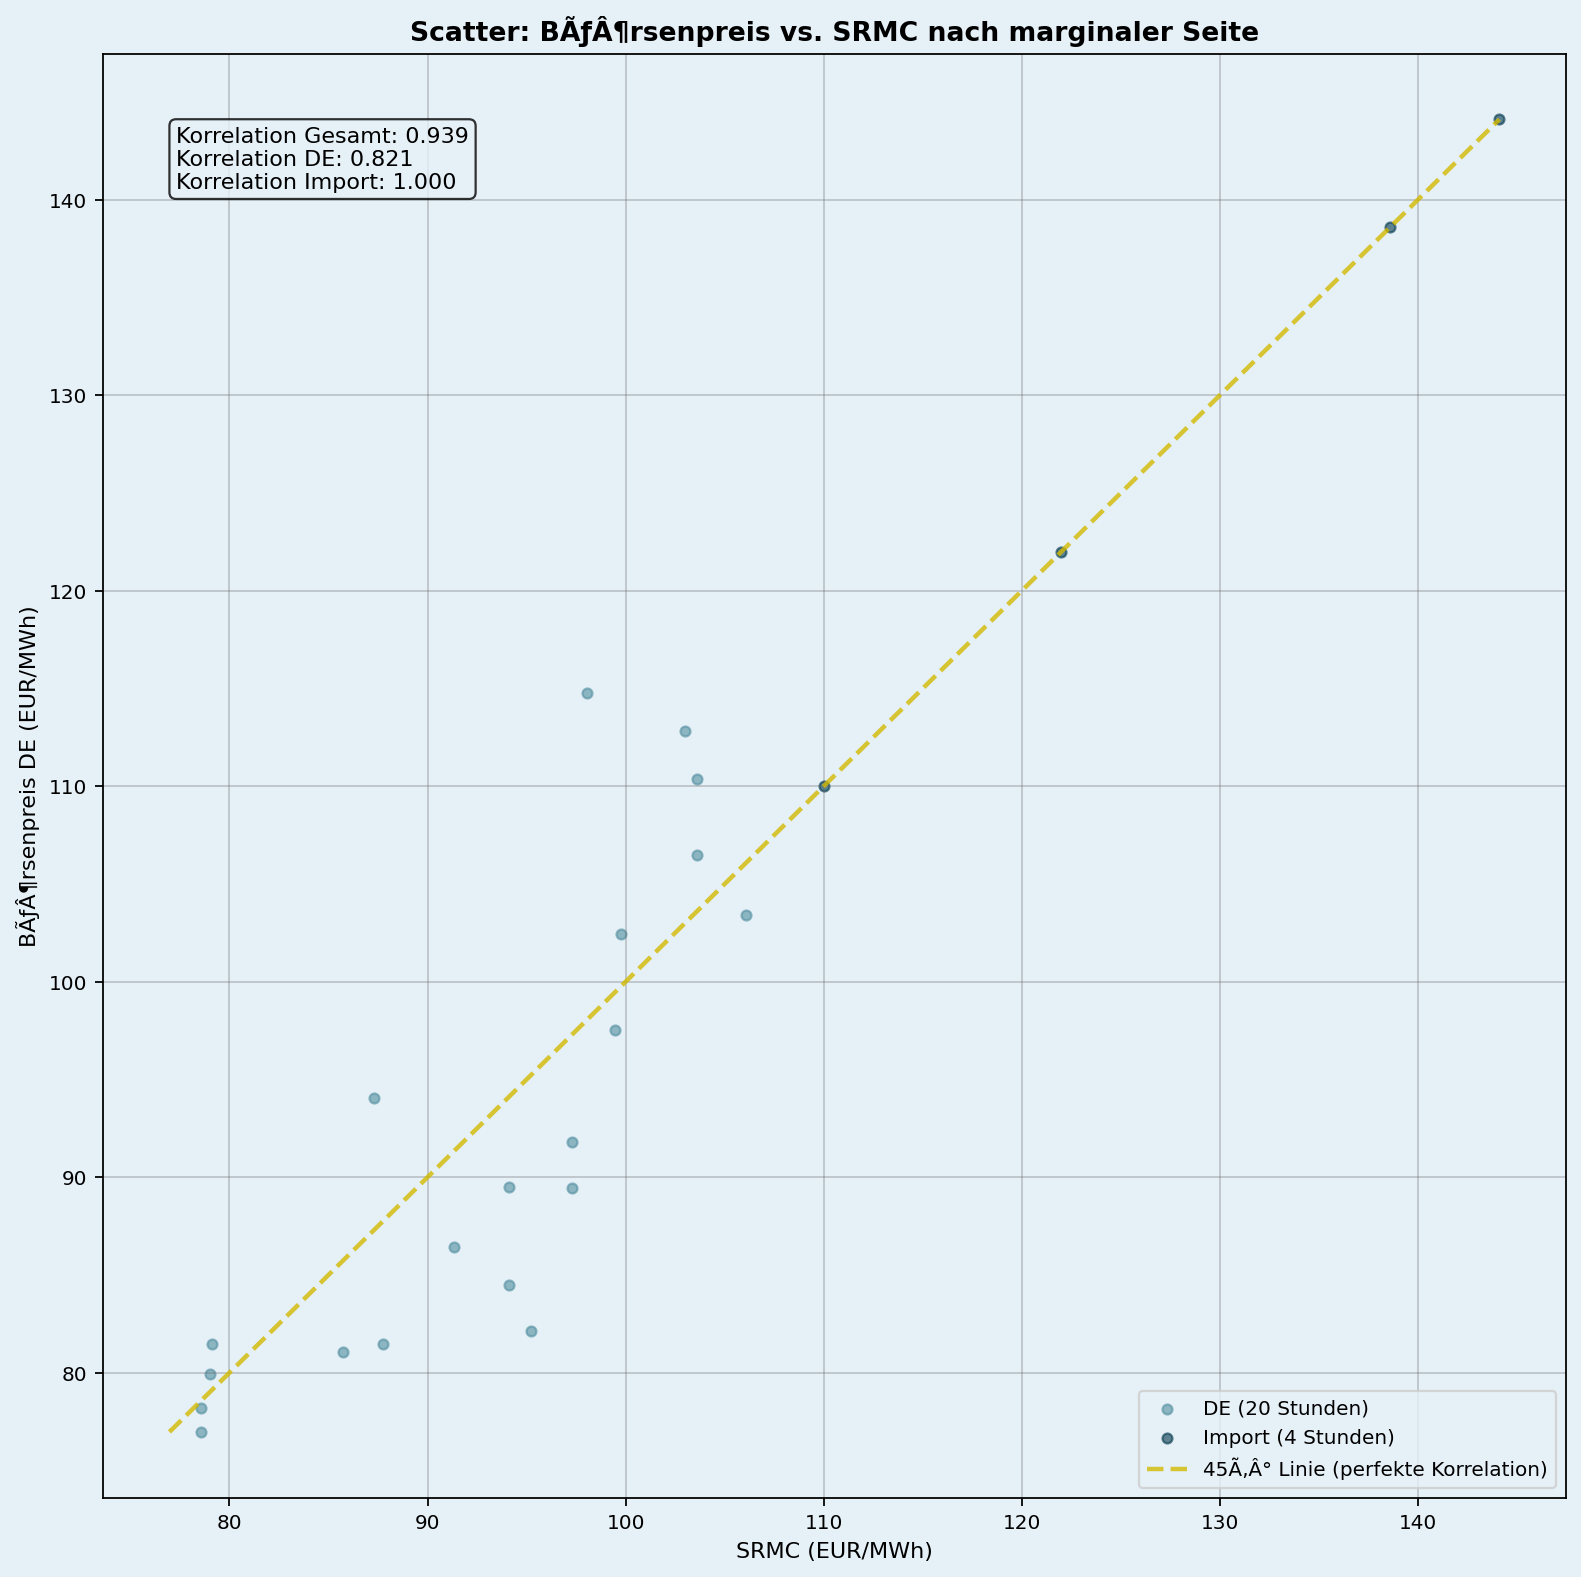 Scatter: BÃƒÂ¶rsenpreis vs. SRMC nach marginaler Seite
Korrelation Gesamt: 0.939
Korrelation DE: 0.821
Korrelation Import: 1.000
BÃƒÂ¶rsenpreis DE (EUR/MWh)
140
130
120
110
100
90
80
DE (20 Stunden)
Import (4 Stunden)
45Ã‚Â° Linie (perfekte Korrelation)
80 90 100 110 120 130 140
SRMC (EUR/MWh)